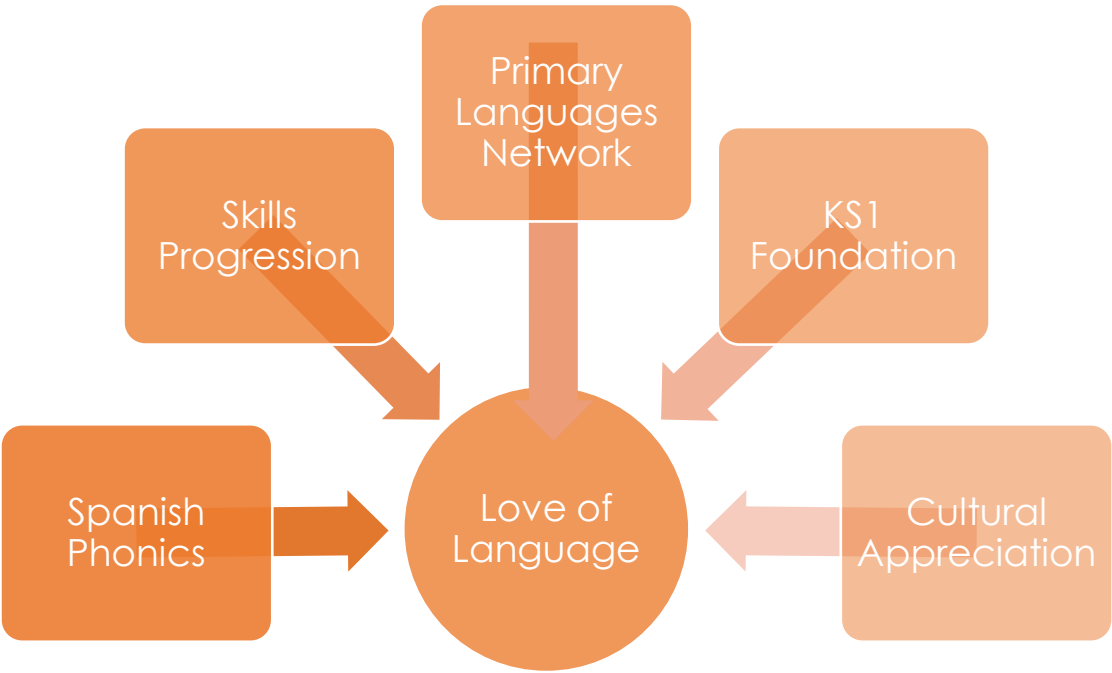 Primary
Languages
Network
Skills
Progression
KS1
Foundation
Spanish
Phonics
Love of
Language
Cultural
Appreciation